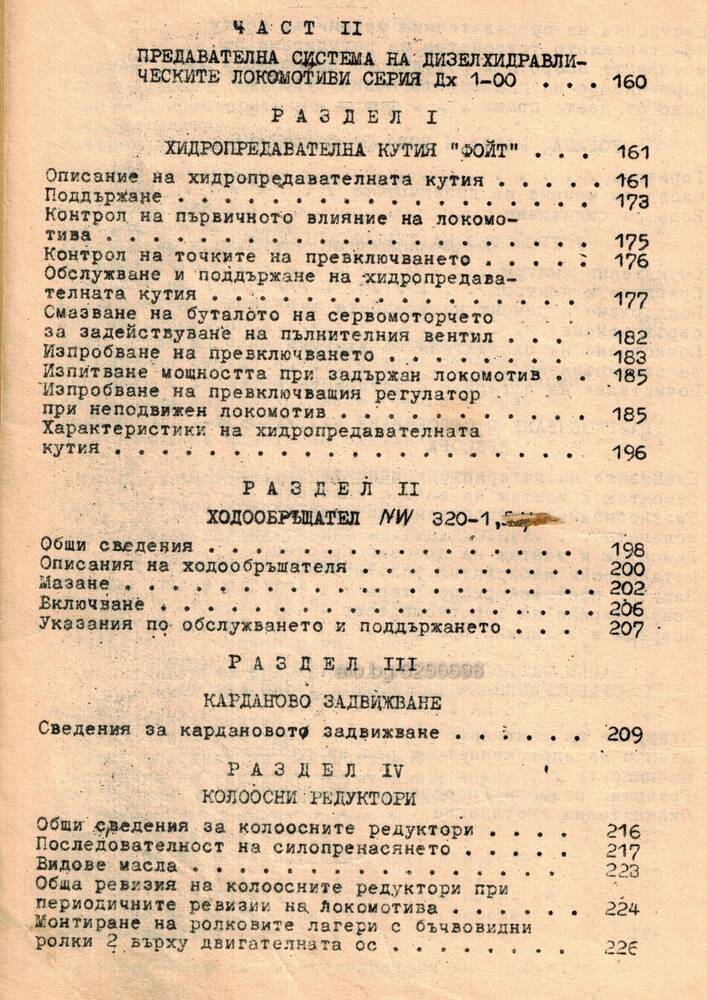 ЧАСТ II
ПРЕДАВАТЕЛНА СИСТЕМА НА ДИЗЕЛХИДРАВЛИ-
ЧЕСКИТЕ ЛОКОМОТИВИ СЕРИЯ Дх 1-00 . . . 160
РАЗДЕЛ I
ХИДРОПРЕДАВАТЕЛНА КУТИЯ "ФОЙТ" . . . 161
Описание на хидропредавателната кутия . . . . . 161
Поддържане . . . . . . . . . . . . . . . . . . 173
Контрол на първичното влияние на локомо-
тива . . . . . . . . . . . . . . . . . . . . . 175
Контрол на точките на превключването . . . . . 176
Обслужване и поддържане на хидропредава-
телната кутия . . . . . . . . . . . . . . . . 177
Смазване на буталото на сервомоторчето
за задействуване на пълнителния вентил . . . 182
Изпробване на превключването . . . . . . . . 183
Изпитване мощността при задържан локомотив . . 185
Изпробване на превключващия регулатор
при неподвижен локомотив . . . . . . . . . . 185
Характеристики на хидропредавателната
кутия . . . . . . . . . . . . . . . . . . . . 196
РАЗДЕЛ II
ХОДООБРЪЩАТЕЛ NW 320-1,
Общи сведения . . . . . . . . . . . . . . . . 198
Описания на ходообръшателя . . . . . . . . . . 200
Мазане . . . . . . . . . . . . . . . . . . . . 202
Включване . . . . . . . . . . . . . . . . . . 206
Указания по обслужването и поддържането . . . 207
РАЗДЕЛ III
КАРДАНОВО ЗАДВИЖВАНЕ
Сведения за кардановото задвижване . . . . . . 209
РАЗДЕЛ IV
КОЛООСНИ РЕДУКТОРИ
Общи сведения за колоосните редуктори . . . . 216
Последователност на силопренасянето . . . . . 217
Видове масла . . . . . . . . . . . . . . . . . 223
Обща ревизия на колоосните редуктори при
периодичните ревизии на локомотива . . . . . . 224
Монтиране на ролковите лагери с бъчвовидни
ролки 2 върху двигателната ос . . . . . . . . 226